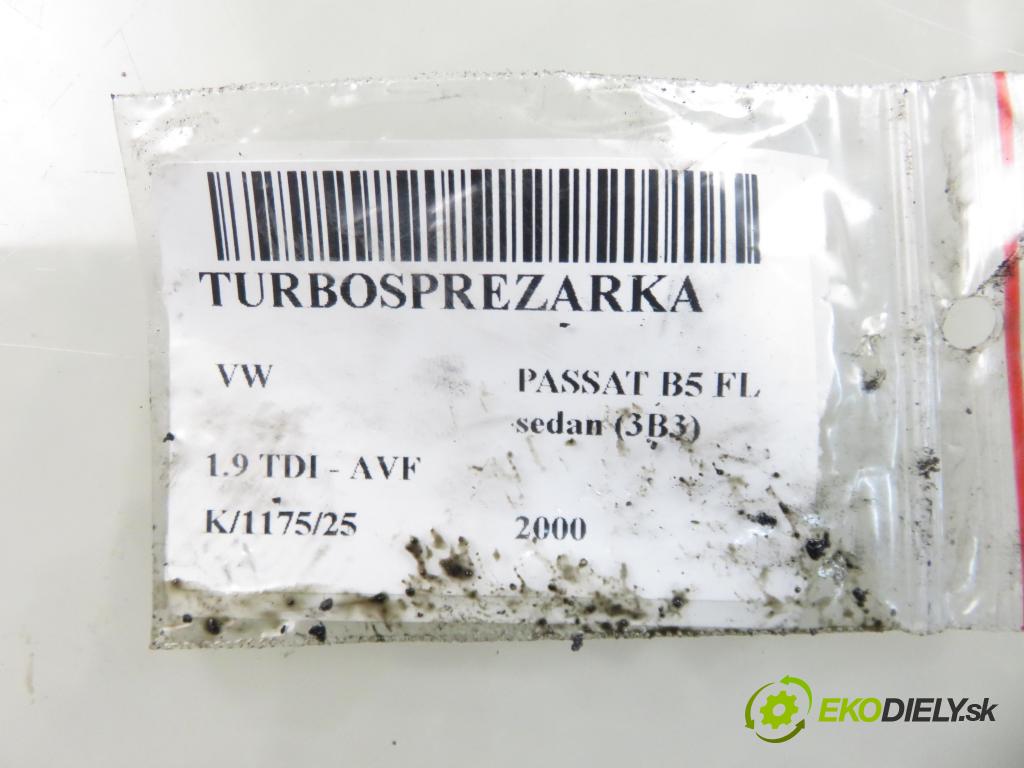 TURBOSPREZARKA
VW
PASSAT B5 FL
sedan (3B3)
1.9 TDI - AVF
K/1175/25
2000
EKODIELY.sk